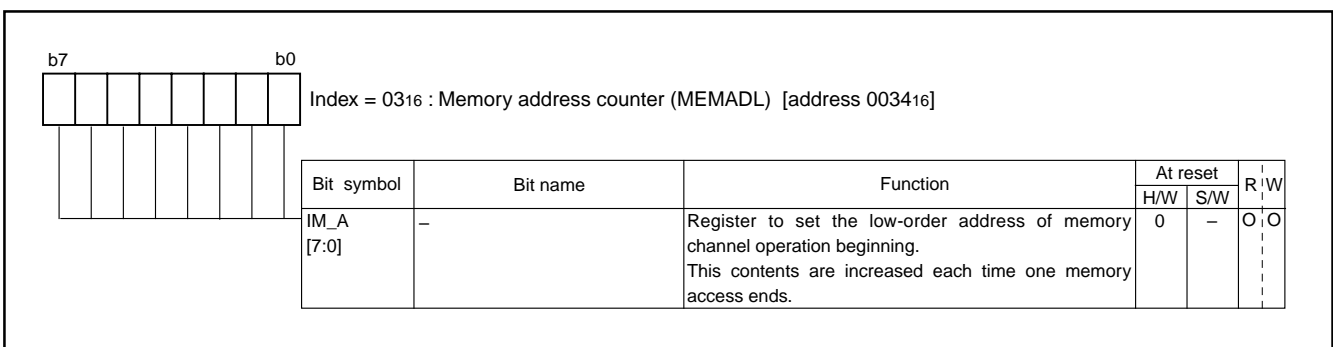 b7 b0
Index = 0316 : Memory address counter (MEMADL) [address 003416]
Bit symbol Bit name Function At reset R W
H/W S/W
IM_A – Register to set the low-order address of memory 0 – O O
[7:0] channel operation beginning.
This contents are increased each time one memory
access ends.